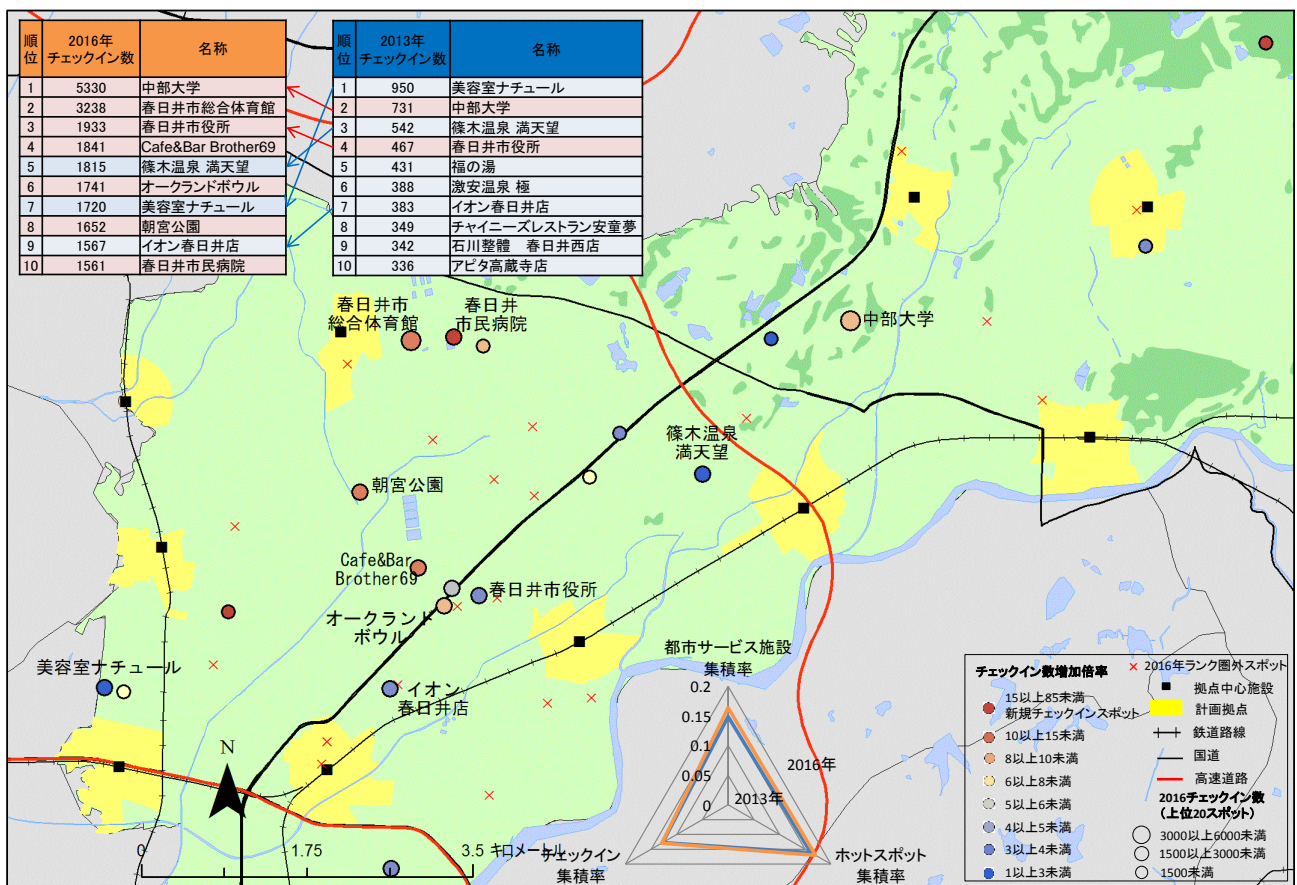 順位 2016年チェックイン数 名称
1 5330 中部大学
2 3238 春日井市総合体育館
3 1933 春日井市役所
4 1841 Cafe&Bar Brother69
5 1815 篠木温泉 満天望
6 1741 オークランドボウル
7 1720 美容室ナチュール
8 1652 朝宮公園
9 1567 イオン春日井店
10 1561 春日井市民病院
順位 2013年チェックイン数 名称
1 950 美容室ナチュール
2 731 中部大学
3 542 篠木温泉 満天望
4 467 春日井市役所
5 431 福の湯
6 388 激安温泉 極
7 383 イオン春日井店
8 349 チャイニーズレストラン安童夢
9 342 石川整體 春日井西店
10 336 アピタ高蔵寺店
春日井市
総合体育館
春日井
市民病院
中部大学
篠木温泉
満天望
朝宮公園
Cafe&Bar
Brother69
春日井市役所
オークランド
ボウル
美容室ナチュール
イオン
春日井店
N
0 1.75 3.5 キロメートル
都市サービス施設
集積率
0.2
0.15
0.1
0.05
0
2016年
2013年
チェックイン
集積率
ホットスポット
集積率
チェックイン数増加倍率
15以上85未満
新規チェックインスポット
10以上15未満
8以上10未満
6以上8未満
5以上6未満
4以上5未満
3以上4未満
1以上3未満
2016年ランク圏外スポット
拠点中心施設
計画拠点
鉄道路線
国道
高速道路
2016チェックイン数
(上位20スポット)
3000以上6000未満
1500以上3000未満
1500未満